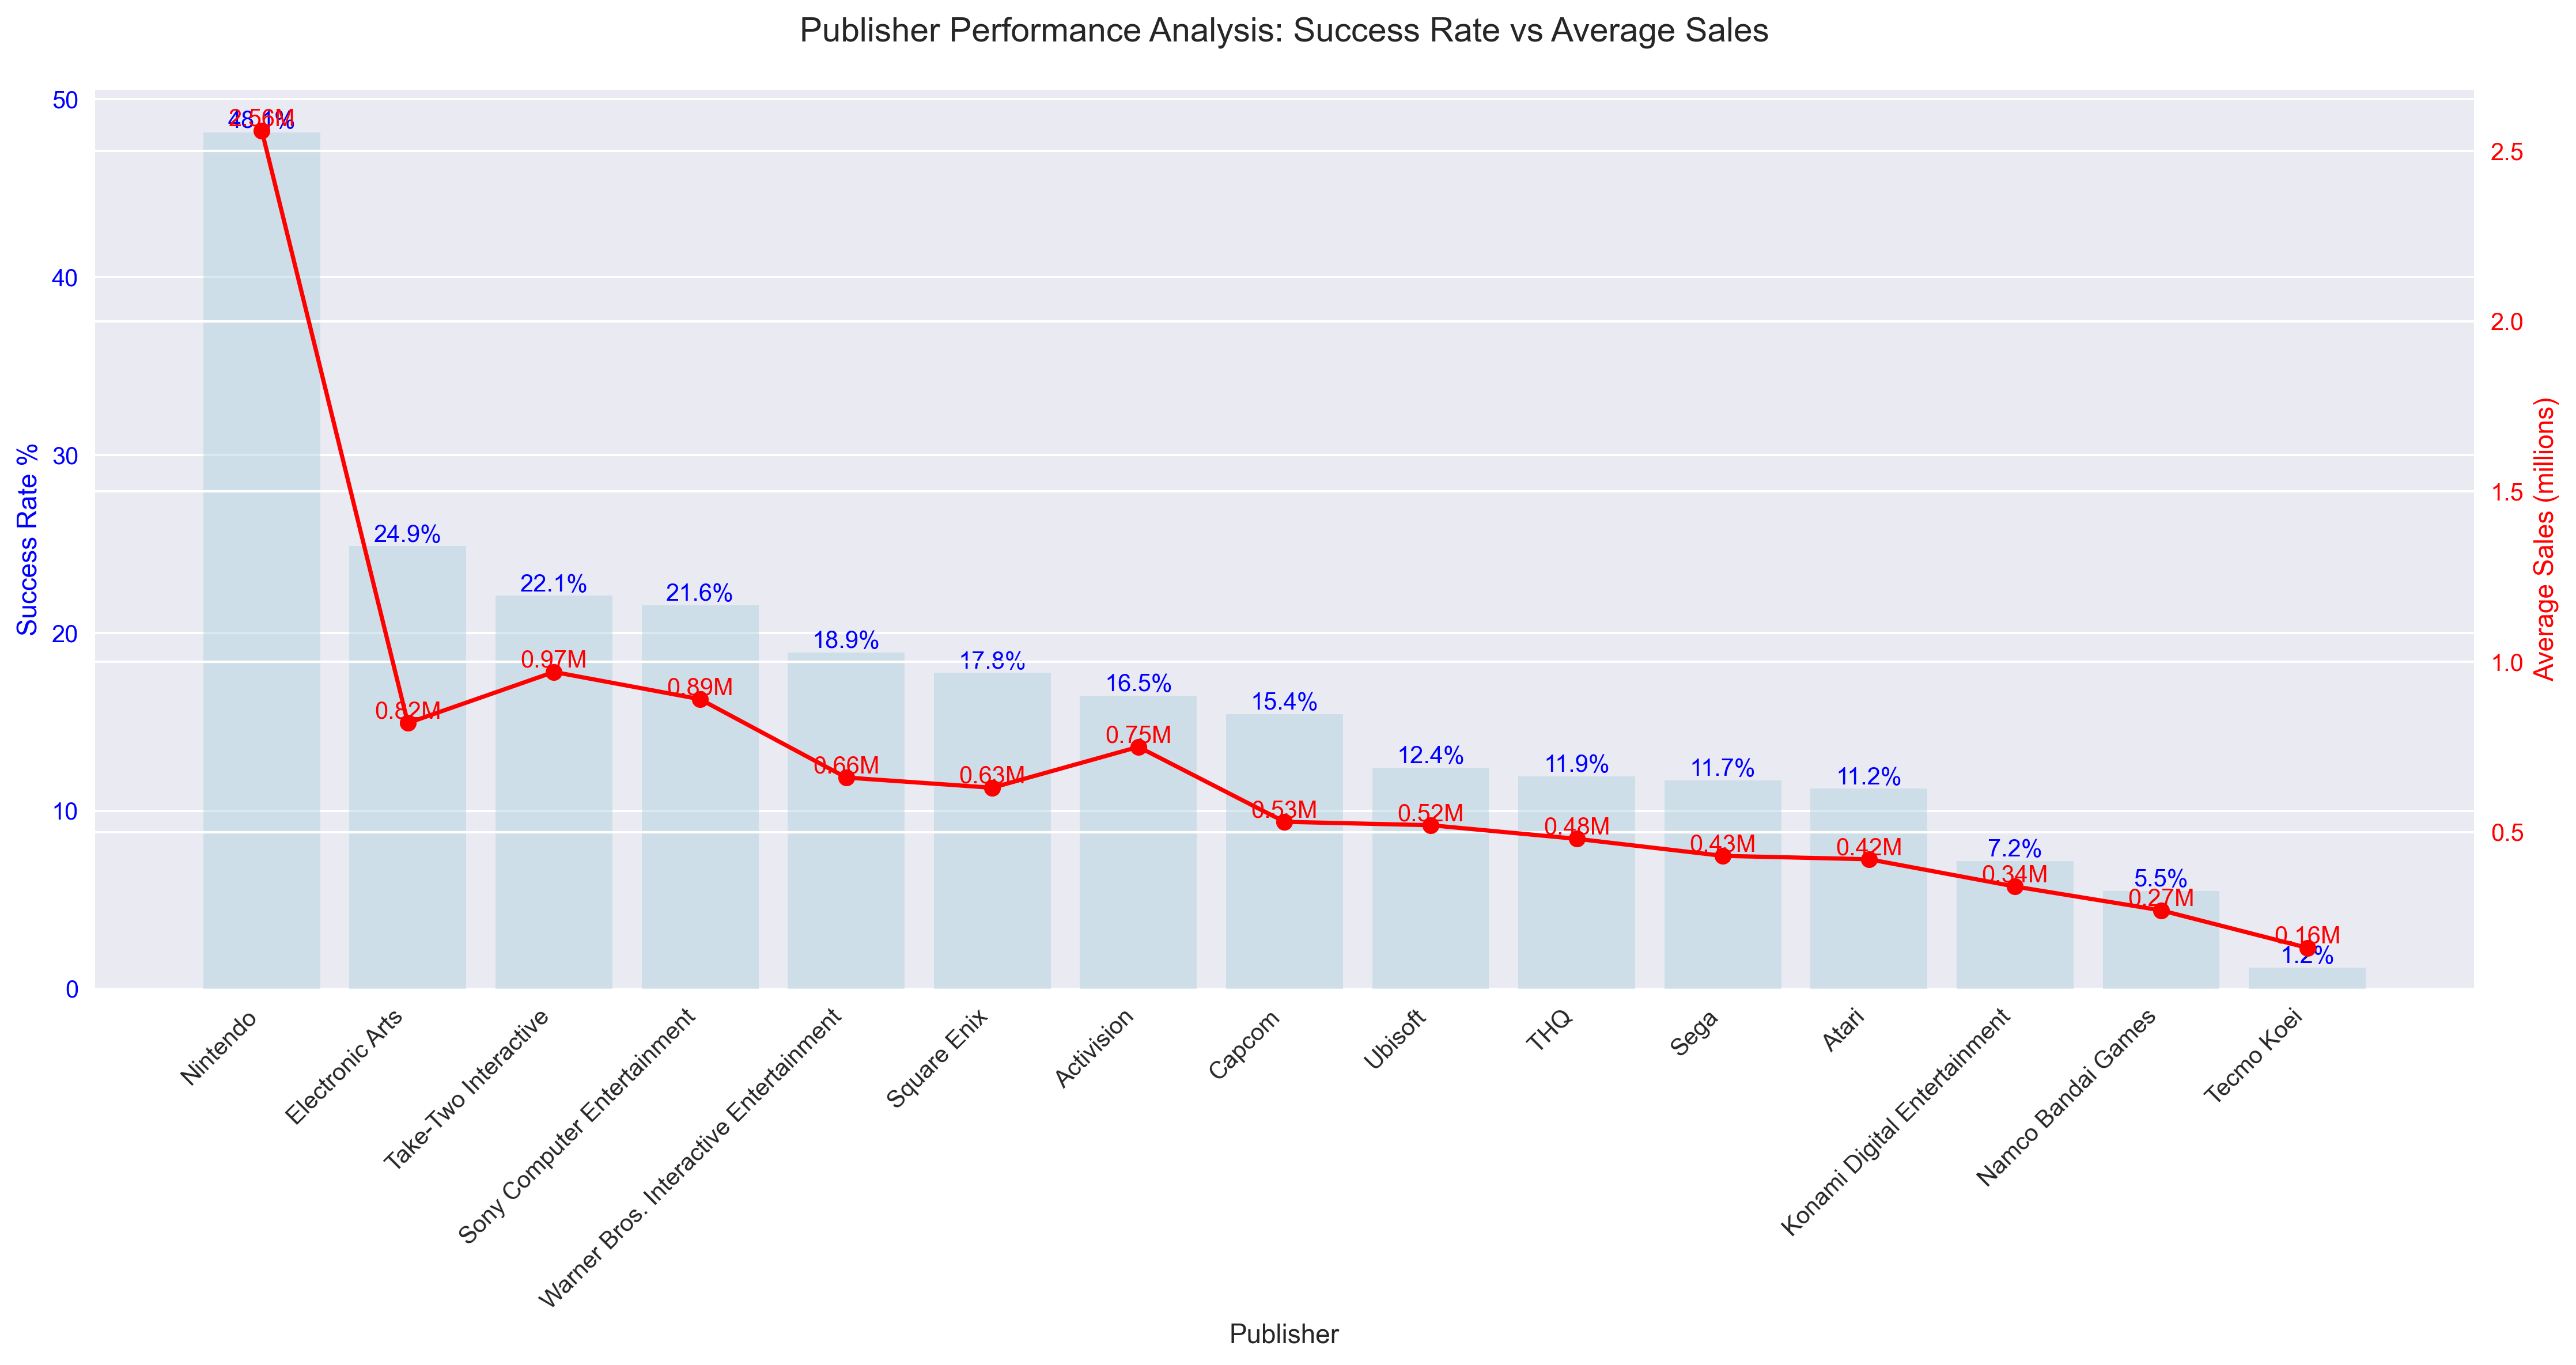 Publisher Performance Analysis: Success Rate vs Average Sales
50
40
30
20
10
0
Success Rate %
2.5
2.0
1.5
1.0
0.5
Average Sales (millions)
48.1%
2.56M
24.9%
0.82M
22.1%
0.97M
21.6%
0.89M
18.9%
0.66M
17.8%
0.63M
16.5%
0.75M
15.4%
0.53M
12.4%
0.52M
11.9%
0.48M
11.7%
0.43M
11.2%
0.42M
7.2%
0.34M
5.5%
0.27M
0.16M
1.2%
Nintendo
Electronic Arts
Take-Two Interactive
Sony Computer Entertainment
Warner Bros. Interactive Entertainment
Square Enix
Activision
Capcom
Ubisoft
THQ
Sega
Atari
Konami Digital Entertainment
Namco Bandai Games
Tecmo Koei
Publisher